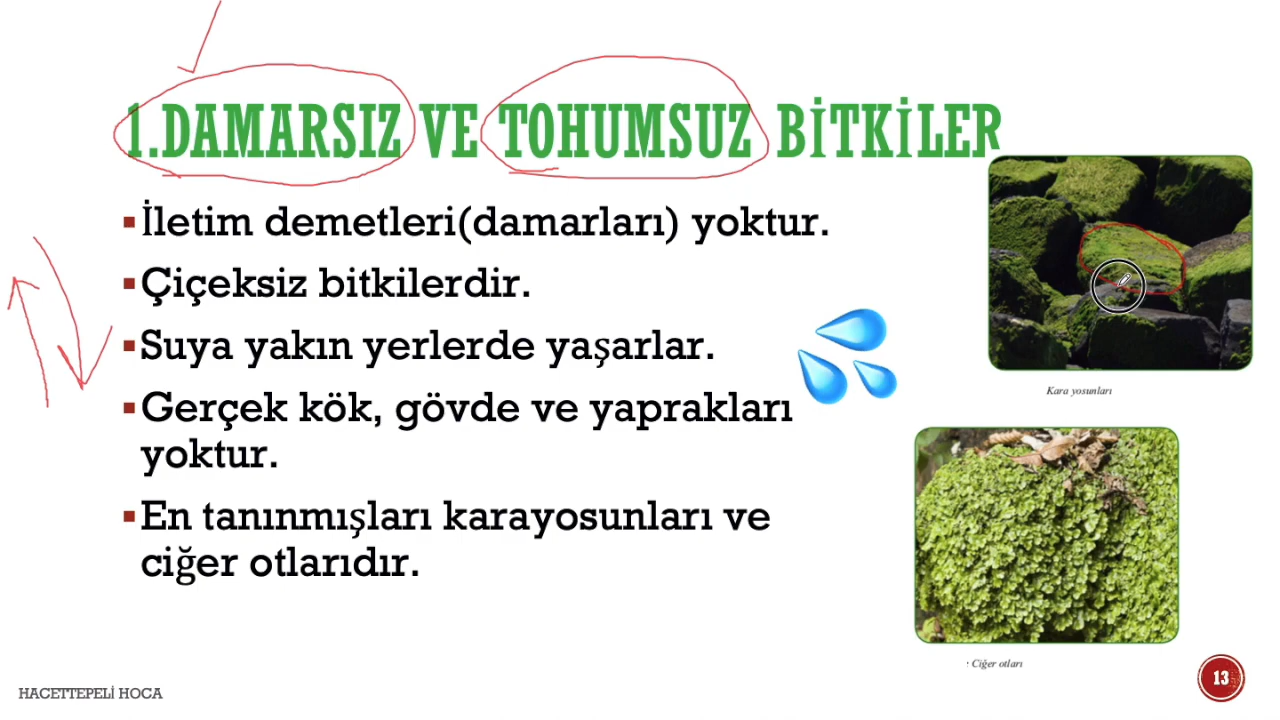 1.DAMARSIZ VE TOHUMSUZ BİTKİLER
▪İletim demetleri(damarları) yoktur.
▪Çiçeksiz bitkilerdir.
▪Suya yakın yerlerde yaşarlar.
▪Gerçek kök, gövde ve yaprakları
yoktur.
▪En tanınmışları karayosunları ve
ciğer otlarıdır.
Kara yosunları
: Ciğer otları
HACETTEPELİ HOCA
13